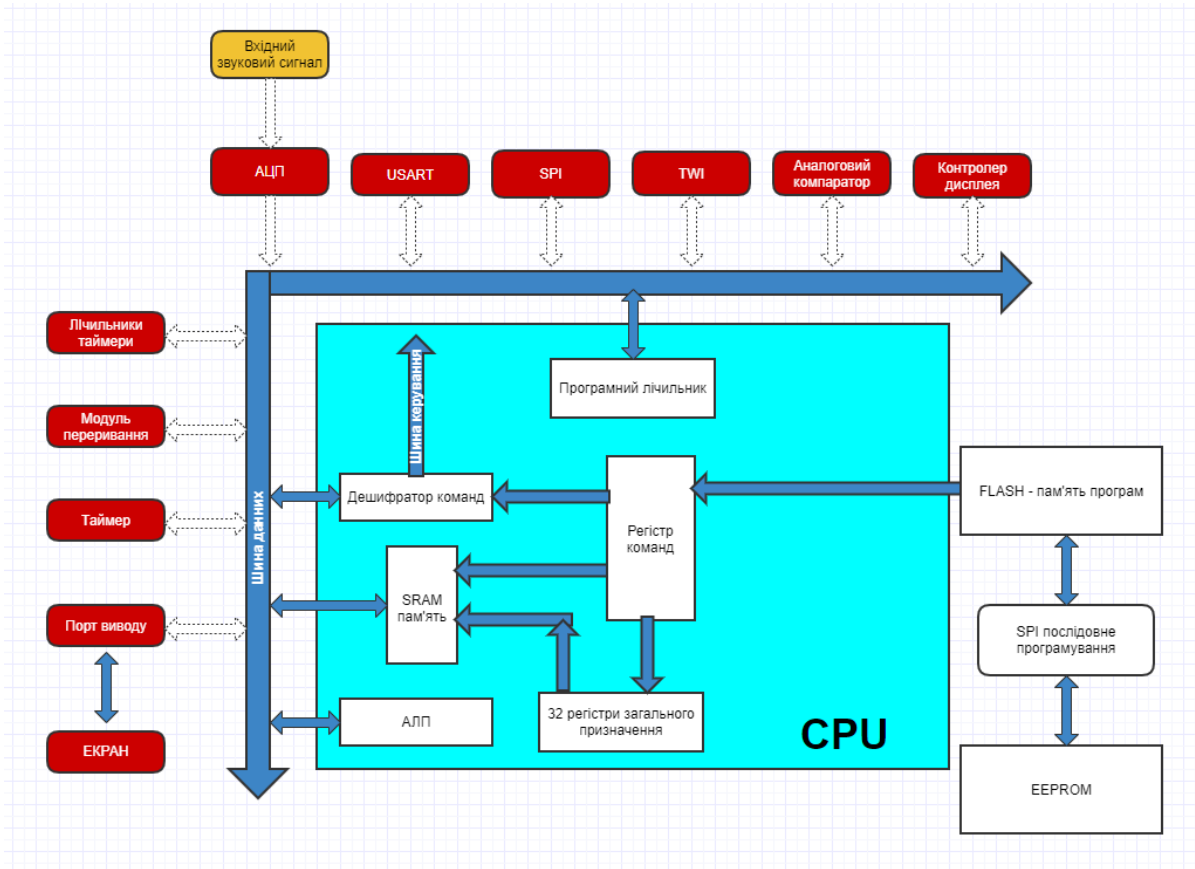 Вхідний
звуковий сигнал
АЦП
USART
SPI
TWI
Аналоговий
компаратор
Контролер
дисплея
Лічильники
таймери
Модуль
переривання
Таймер
Порт виводу
ЕКРАН
Шина данних
Шина керування
Програмний лічильник
Дешифратор команд
Регістр
команд
SRAM
пам'ять
АЛП
32 регістри загального
призначення
CPU
FLASH - пам'ять програм
SPI послідовне
програмування
EEPROM